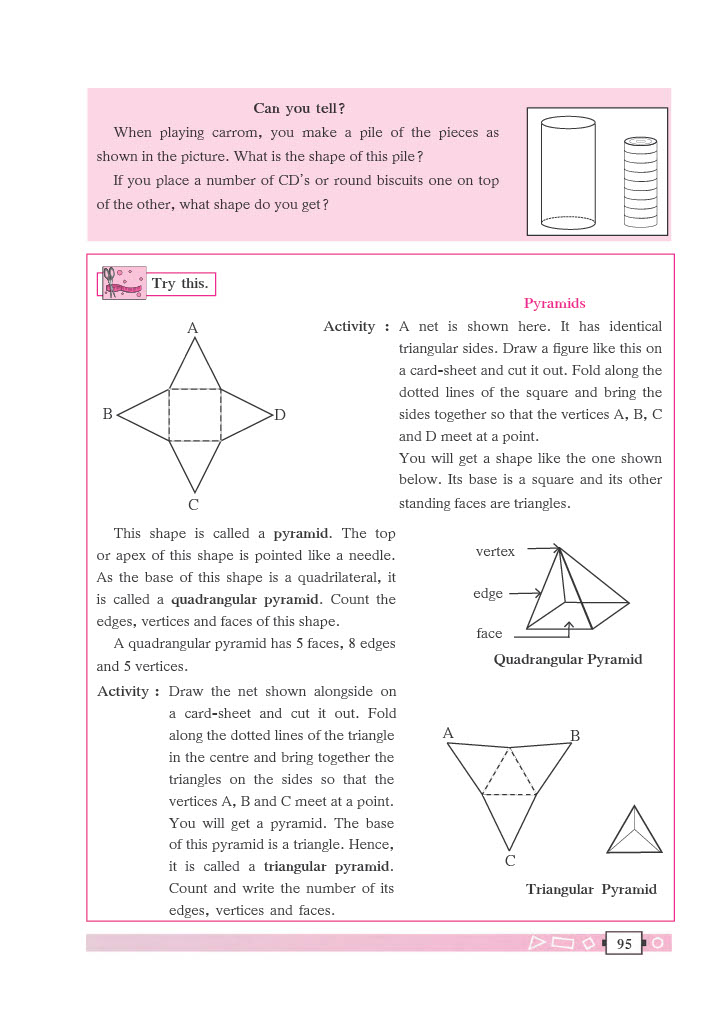 Can you tell?
When playing carrom, you make a pile of the pieces as
shown in the picture. What is the shape of this pile?
If you place a number of CD's or round biscuits one on top
of the other, what shape do you get?
Try this.
Pyramids
A
B
D
C
Activity : A net is shown here. It has identical
triangular sides. Draw a figure like this on
a card-sheet and cut it out. Fold along the
dotted lines of the square and bring the
sides together so that the vertices A, B, C
and D meet at a point.
You will get a shape like the one shown
below. Its base is a square and its other
standing faces are triangles.
This shape is called a pyramid. The top
or apex of this shape is pointed like a needle.
As the base of this shape is a quadrilateral, it
is called a quadrangular pyramid. Count the
edges, vertices and faces of this shape.
A quadrangular pyramid has 5 faces, 8 edges
and 5 vertices.
vertex
edge
face
Quadrangular Pyramid
Activity : Draw the net shown alongside on
a card-sheet and cut it out. Fold
along the dotted lines of the triangle
in the centre and bring together the
triangles on the sides so that the
vertices A, B and C meet at a point.
You will get a pyramid. The base
of this pyramid is a triangle. Hence,
it is called a triangular pyramid.
Count and write the number of its
edges, vertices and faces.
A
B
C
Triangular Pyramid
95